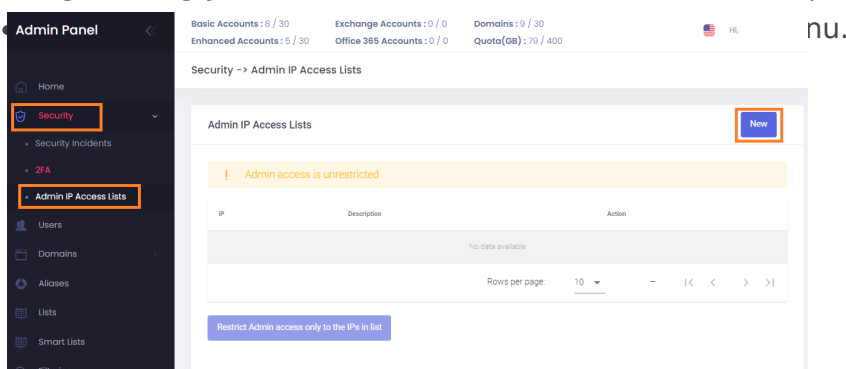 Admin Panel
Basic Accounts : 8 / 30 Exchange Accounts : 0 / 0 Domains : 9 / 30
Enhanced Accounts : 5 / 30 Office 365 Accounts : 0 / 0 Quota(GB) : 79 / 400
Hi,
nu.
Security -> Admin IP Access Lists
Home
Security
Security Incidents
2FA
Admin IP Access Lists
Users
Domains
Aliases
Lists
Smart Lists
Admin IP Access Lists
New
! Admin access is unrestricted
IP Description Action
No data available
Rows per page: 10 –
Restrict Admin access only to the IPs in list